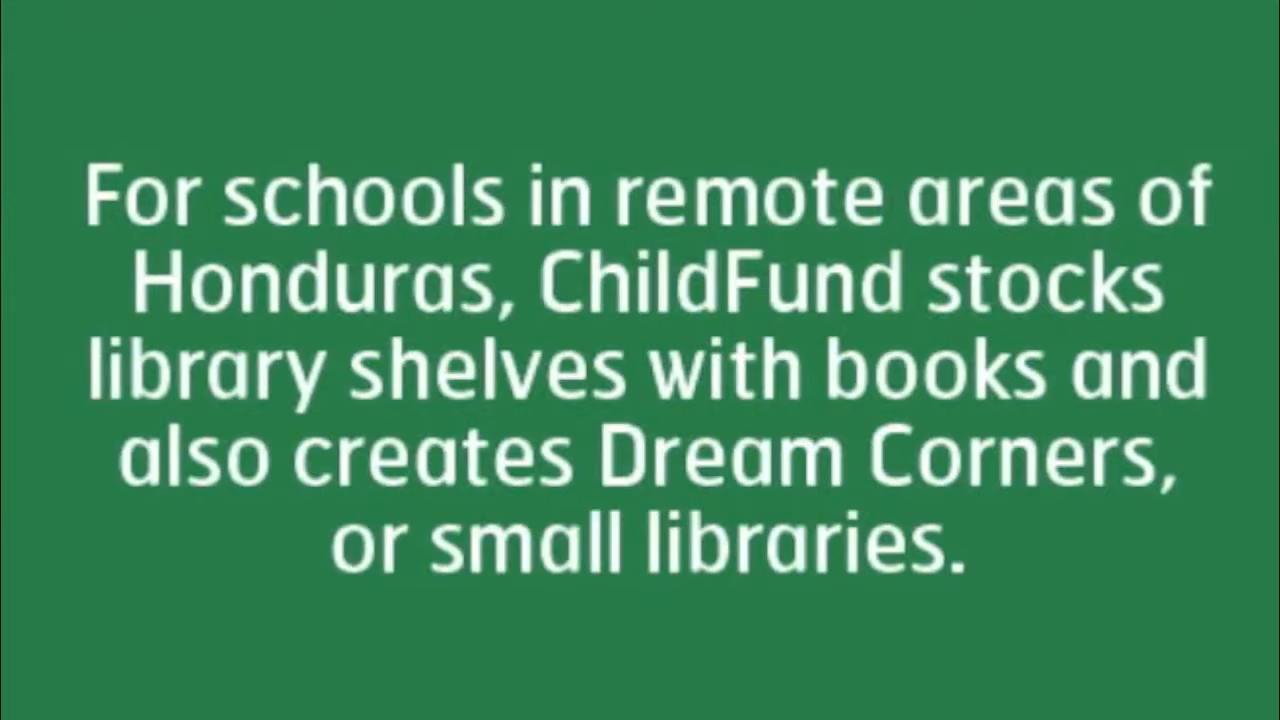 For schools in remote areas of
Honduras, ChildFund stocks
library shelves with books and
also creates Dream Corners,
or small libraries.